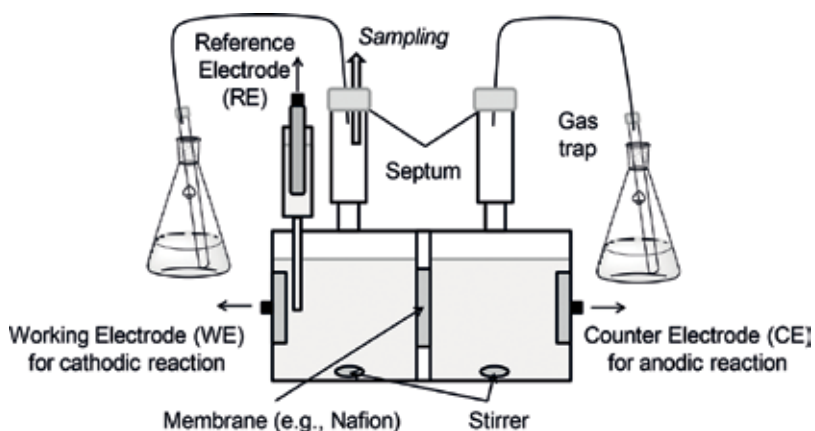 Reference
Electrode
(RE)
Sampling
Gas
trap
Septum
Working Electrode (WE)
for cathodic reaction
Counter Electrode (CE)
for anodic reaction
Membrane (e.g., Nafion)
Stirrer